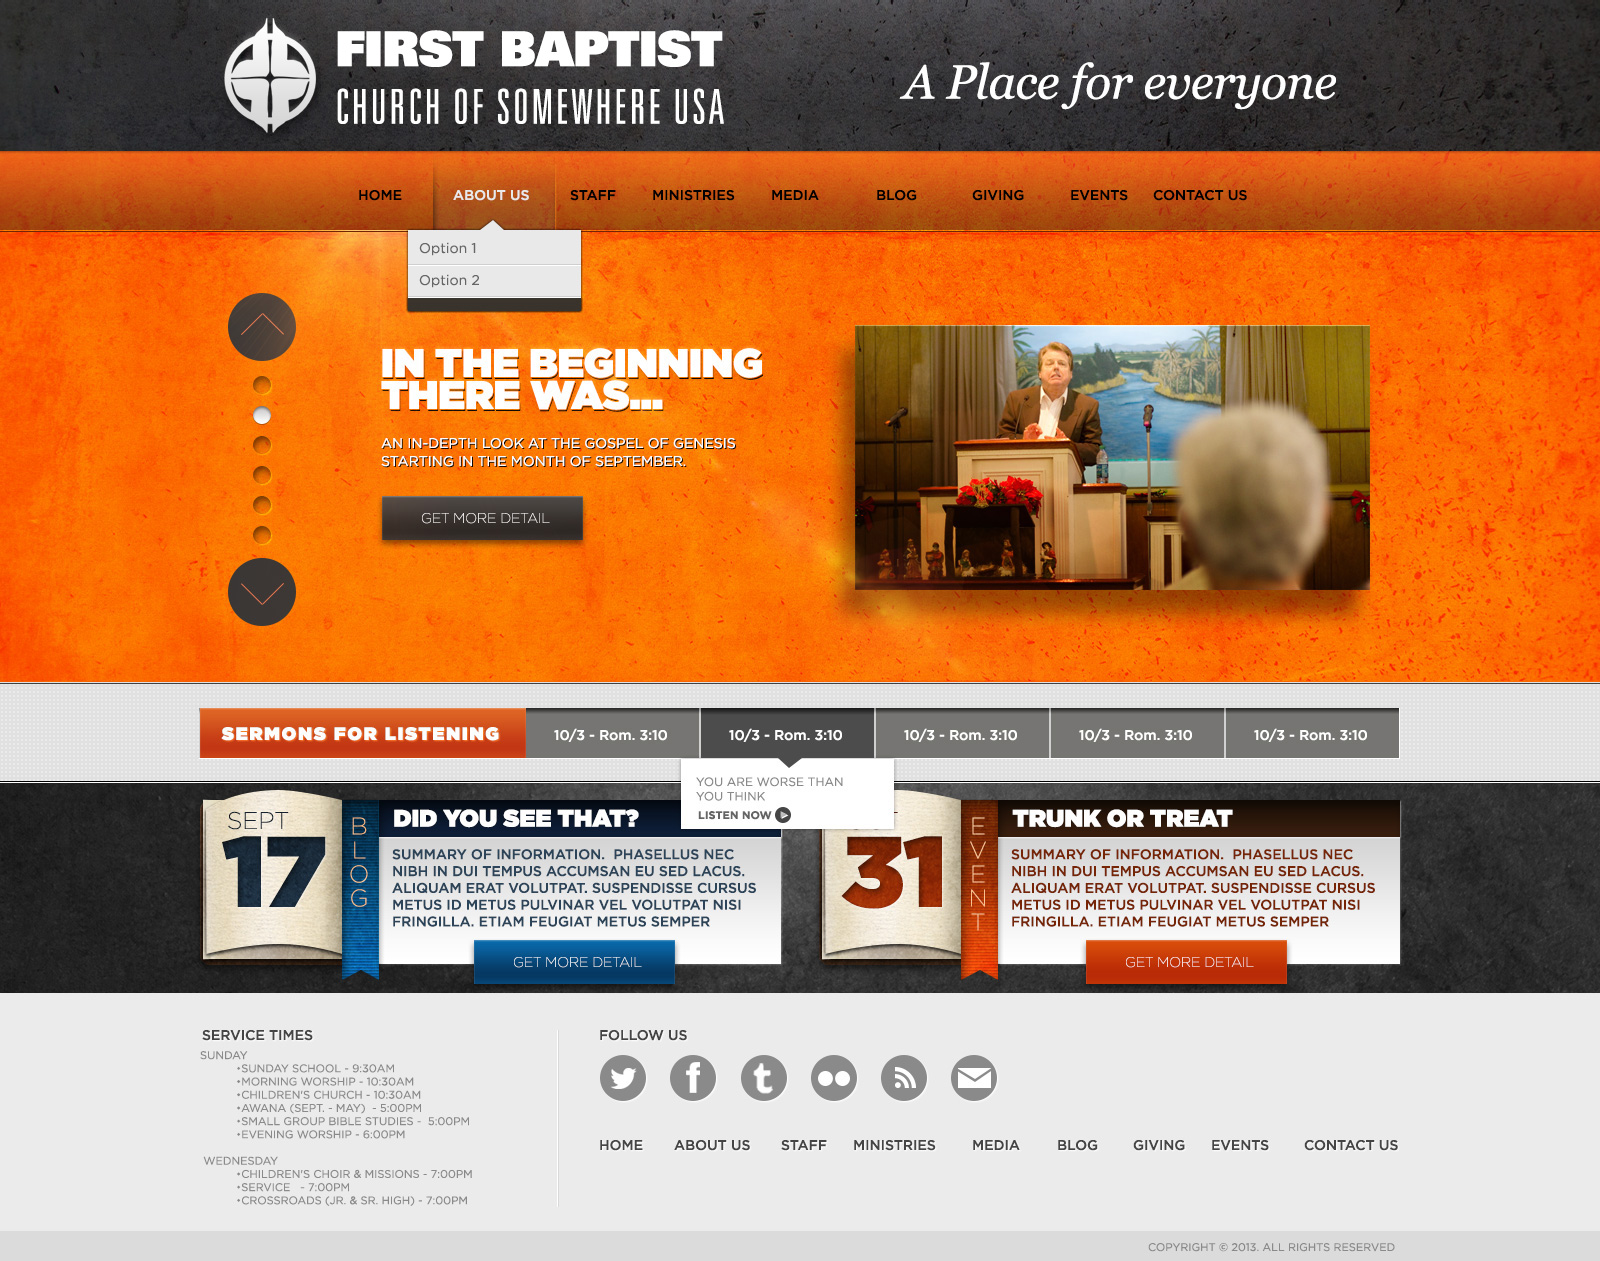 FIRST BAPTIST
CHURCH OF SOMEWHERE USA
A Place for everyone
HOME ABOUT US STAFF MINISTRIES MEDIA BLOG GIVING EVENTS CONTACT US
Option 1
Option 2
IN THE BEGINNING
THERE WAS...
AN IN-DEPTH LOOK AT THE GOSPEL OF GENESIS
STARTING IN THE MONTH OF SEPTEMBER.
GET MORE DETAIL
SERMONS FOR LISTENING
10/3 - Rom. 3:10
10/3 - Rom. 3:10
10/3 - Rom. 3:10
10/3 - Rom. 3:10
10/3 - Rom. 3:10
YOU ARE WORSE THAN
YOU THINK
LISTEN NOW
SEPT
17
BLOG
DID YOU SEE THAT?
SUMMARY OF INFORMATION.  PHASELLUS NEC
NIBH IN DUI TEMPUS ACCUMSAN EU SED LACUS.
ALIQUAM ERAT VOLUTPAT. SUSPENDISSE CURSUS
METUS ID METUS PULVINAR VEL VOLUTPAT NISI
FRINGILLA. ETIAM FEUGIAT METUS SEMPER
GET MORE DETAIL
31
EVENT
TRUNK OR TREAT
SUMMARY OF INFORMATION.  PHASELLUS NEC
NIBH IN DUI TEMPUS ACCUMSAN EU SED LACUS.
ALIQUAM ERAT VOLUTPAT. SUSPENDISSE CURSUS
METUS ID METUS PULVINAR VEL VOLUTPAT NISI
FRINGILLA. ETIAM FEUGIAT METUS SEMPER
GET MORE DETAIL
SERVICE TIMES
SUNDAY
•SUNDAY SCHOOL - 9:30AM
•MORNING WORSHIP - 10:30AM
•CHILDREN'S CHURCH - 10:30AM
•AWANA (SEPT. - MAY)  - 5:00PM
•SMALL GROUP BIBLE STUDIES -  5:00PM
•EVENING WORSHIP - 6:00PM
WEDNESDAY
•CHILDREN'S CHOIR & MISSIONS - 7:00PM
•SERVICE   - 7:00PM
•CROSSROADS (JR. & SR. HIGH) - 7:00PM
FOLLOW US
HOME ABOUT US STAFF MINISTRIES MEDIA BLOG GIVING EVENTS CONTACT US
COPYRIGHT © 2013. ALL RIGHTS RESERVED